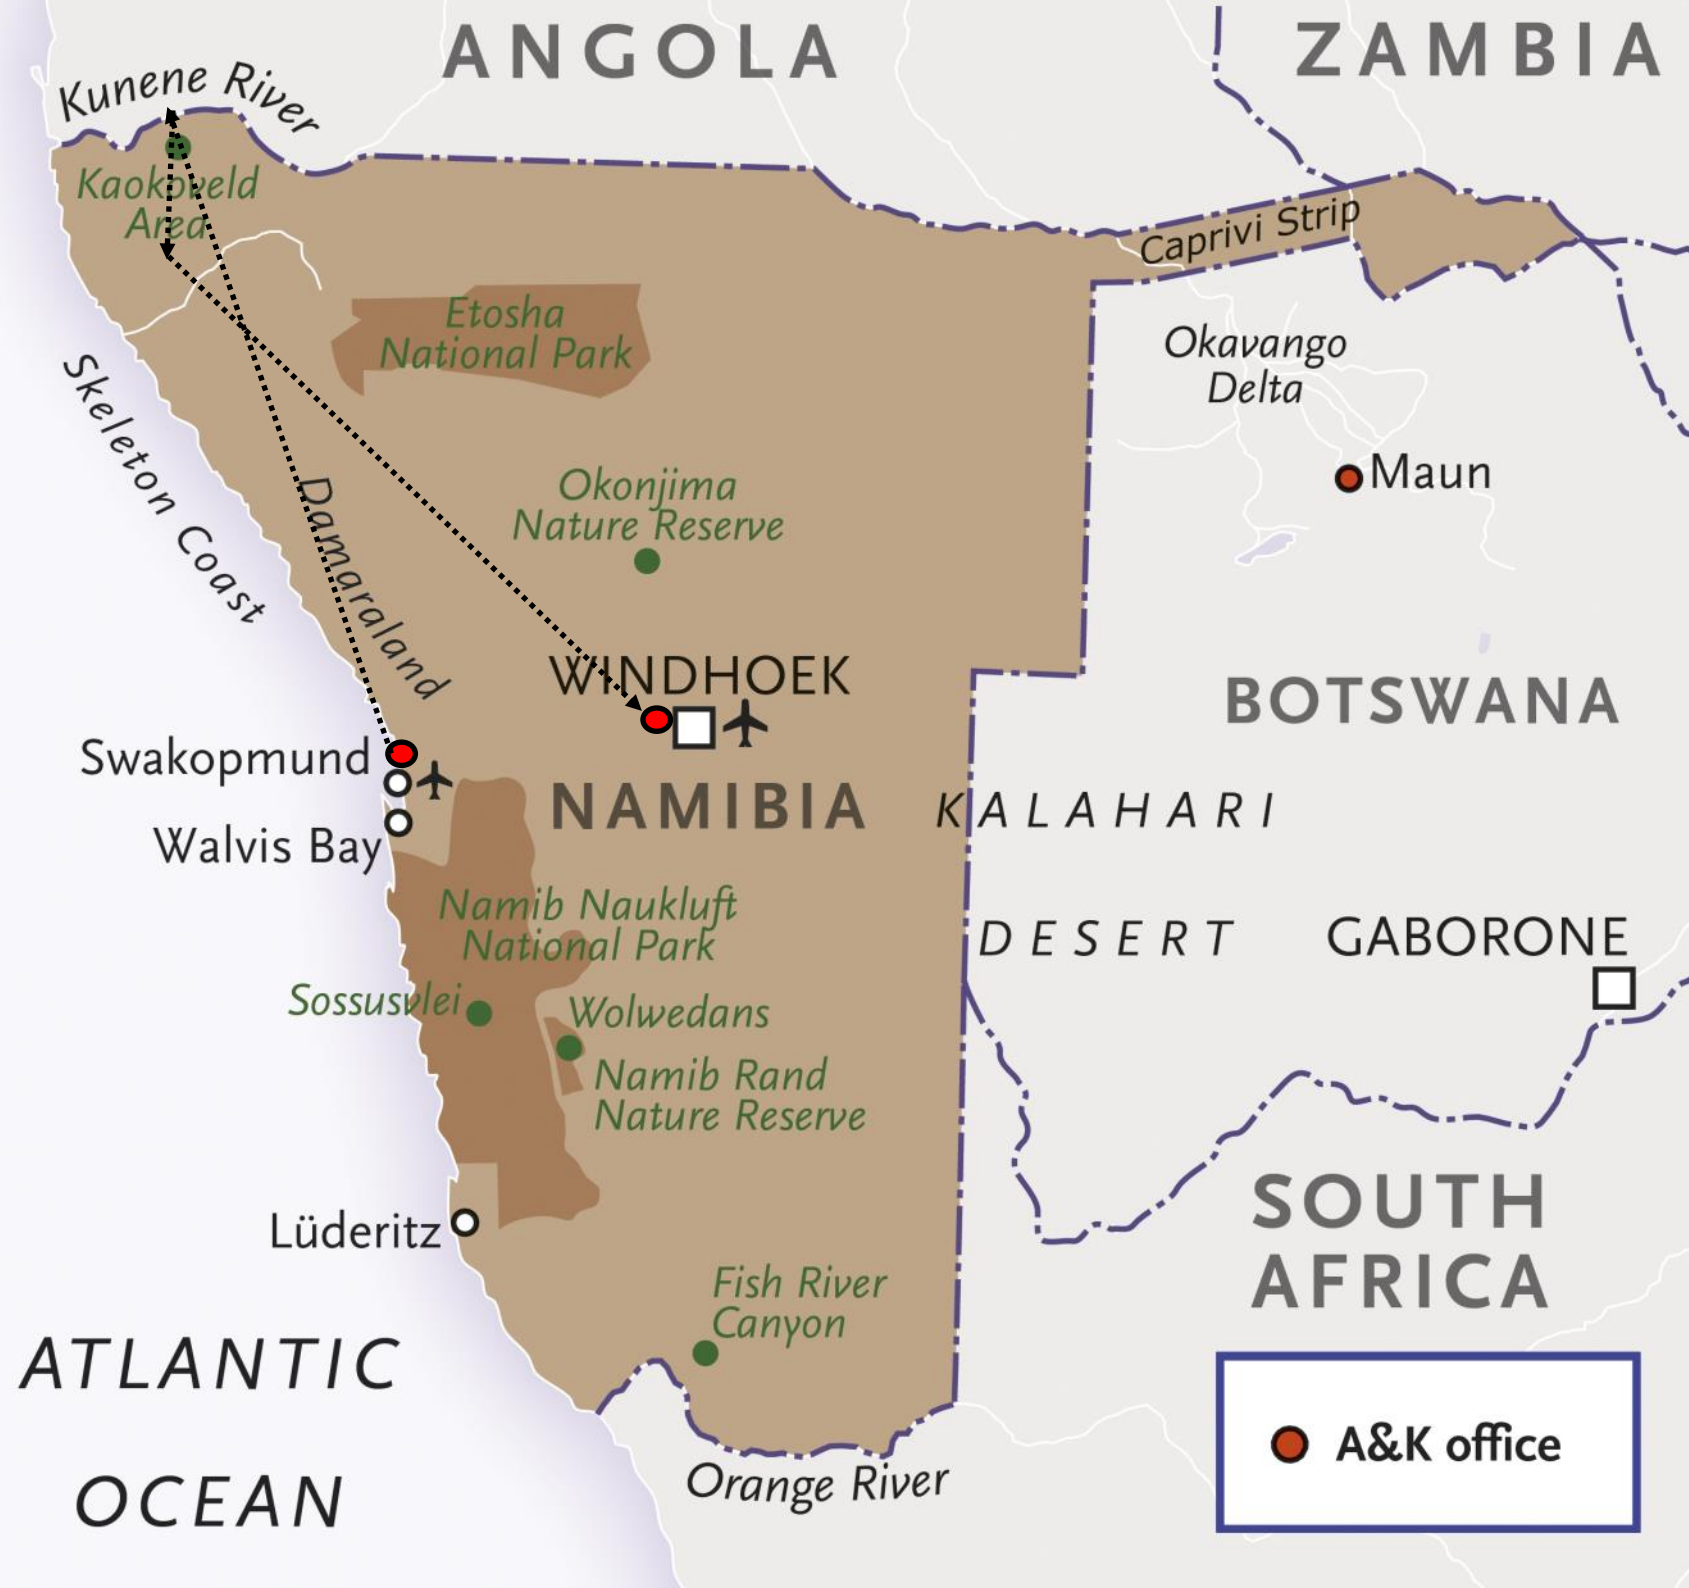 ANGOLA
ZAMBIA
Kunene River
Kaokoveld
Area
Caprivi Strip
Etosha
National Park
Okavango
Delta
Skeleton Coast
Maun
Okonjima
Nature Reserve
Damaraland
WINDHOEK
BOTSWANA
Swakopmund
NAMIBIA
KALAHARI
Walvis Bay
Namib Naukluft
National Park
DESERT
GABORONE
Sossusvlei
Wolwedans
Namib Rand
Nature Reserve
SOUTH
AFRICA
Lüderitz
Fish River
Canyon
ATLANTIC
OCEAN
Orange River
A&K office